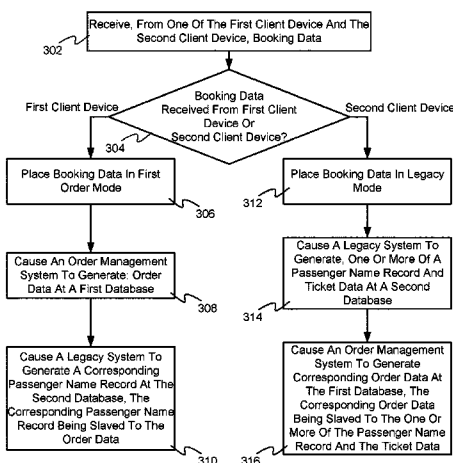 Receive, From One Of The First Client Device And The
Second Client Device, Booking Data
302
Booking Data
Received From First Client
Device Or
Second Client Device?
304
First Client Device
Second Client Device
Place Booking Data In First
Order Mode
306
Place Booking Data In Legacy
Mode
312
Cause An Order Management
System To Generate: Order
Data At A First Database
308
Cause A Legacy System To
Generate, One Or More Of A
Passenger Name Record And
Ticket Data At A Second
Database
314
Cause A Legacy System To
Generate A Corresponding
Passenger Name Record At The
Second Database, The
Corresponding Passenger Name
Record Being Slaved To The
Order Data
310
Cause An Order Management
System To Generate
Corresponding Order Data At
The First Database, The
Corresponding Order Data
Being Slaved To The One Or
More Of The Passenger Name
Record And The Ticket Data
316